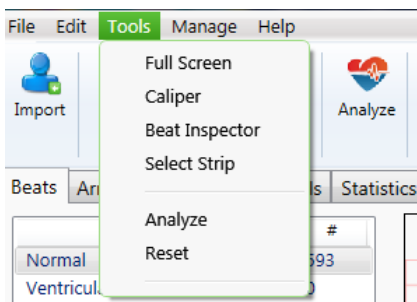 File Edit Tools Manage Help
Full Screen
Caliper
Import
Analyze
Beat Inspector
Select Strip
Beats Statistics
Analyze
#
Reset
Normal